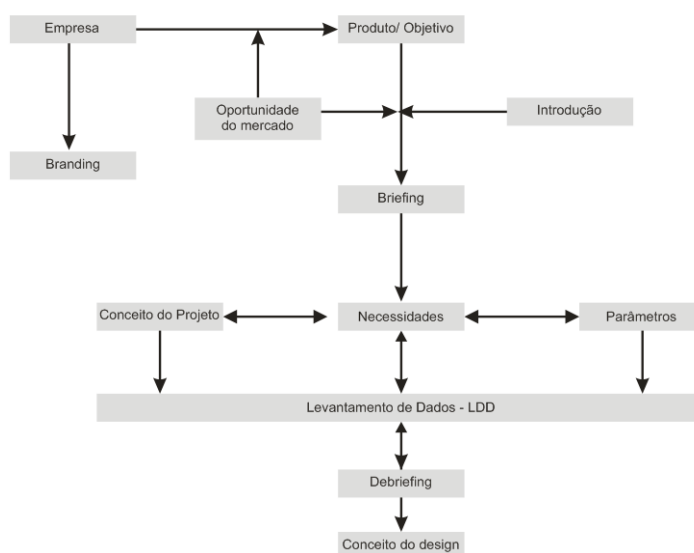 Empresa
Produto/ Objetivo
Oportunidade
do mercado
Introdução
Branding
Briefing
Conceito do Projeto
Necessidades
Parâmetros
Levantamento de Dados - LDD
Debriefing
Conceito do design